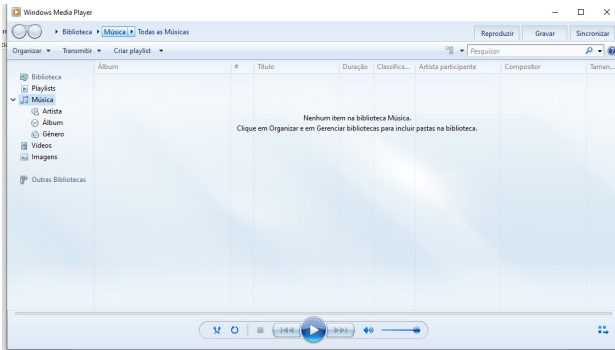 Windows Media Player
Biblioteca Música Todas as Músicas
Reproduzir Gravar Sincronizar
Organizar Transmitir Criar playlist
Pesquisar
Álbum # Título Duração Classifica... Artista participante Compositor Taman...
Biblioteca
Playlists
Música
Artista
Álbum
Gênero
Vídeos
Imagens
Outras Bibliotecas
Nenhum item na biblioteca Música.
Clique em Organizar e em Gerenciar bibliotecas para incluir pastas na biblioteca.